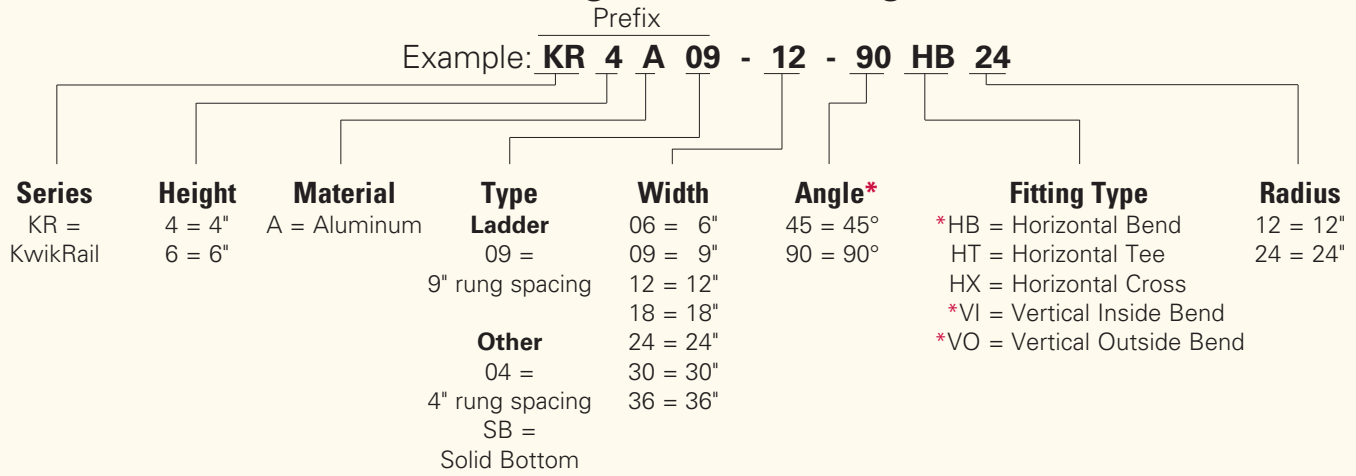 Prefix
Example: KR 4 A 09 - 12 - 90 HB 24
Series
KR =
KwikRail
Height
4 = 4"
6 = 6"
Material
A = Aluminum
Type
Ladder
09 =
9" rung spacing
Other
04 =
4" rung spacing
SB =
Solid Bottom
Width
06 = 6"
09 = 9"
12 = 12"
18 = 18"
24 = 24"
30 = 30"
36 = 36"
Angle*
45 = 45°
90 = 90°
Fitting Type
*HB = Horizontal Bend
HT = Horizontal Tee
HX = Horizontal Cross
*VI = Vertical Inside Bend
*VO = Vertical Outside Bend
Radius
12 = 12"
24 = 24"